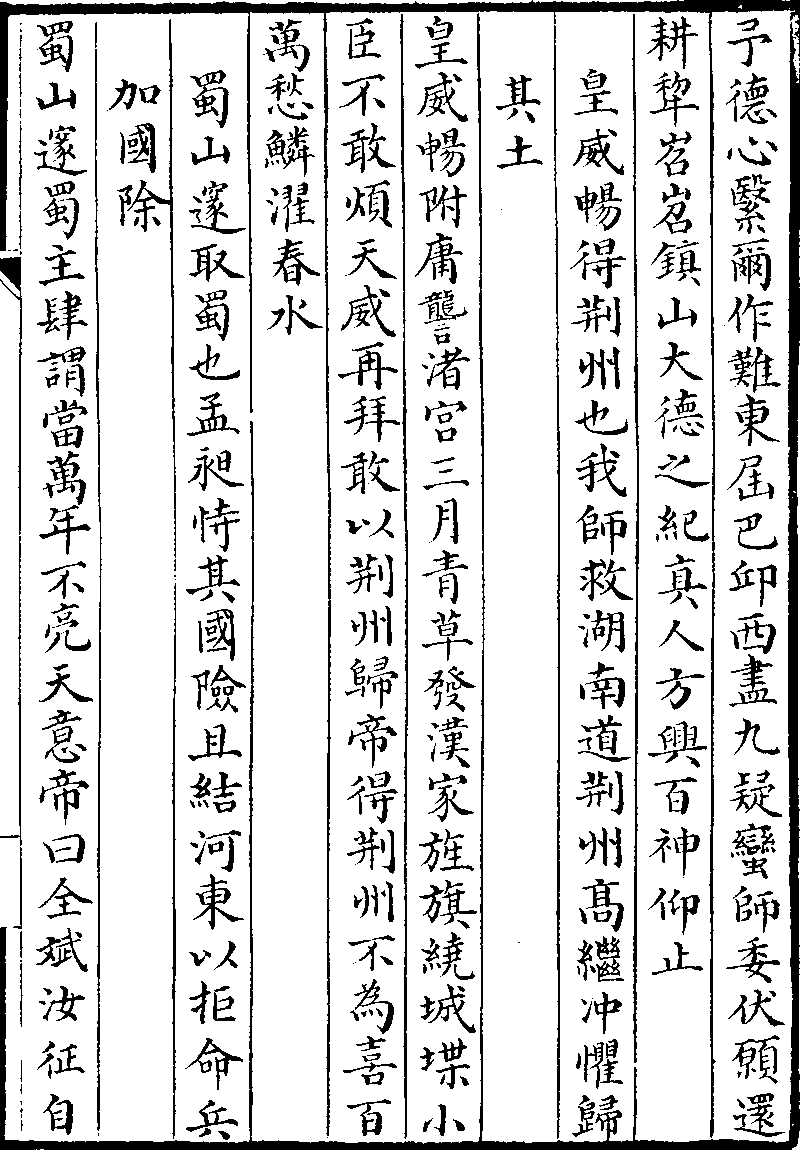 予德心繄爾作難東届巴卭西盡九疑蠻師委伏願還
耕犂岧岧鎮山大德之紀真人方興百神仰止
皇威暢得荆州也我師救湖南道荆州高繼冲懼歸
其土
皇威暢附庸讋渚宫三月青草發漢家旌旗繞城堞小
臣不敢煩天威再拜敢以荆州歸帝得荆州不為喜百
萬愁鱗濯春水
蜀山邃取蜀也孟昶恃其國險且結河東以拒命兵
加國除
蜀山邃蜀主肆謂當萬年不亮天意帝曰全斌汝征自